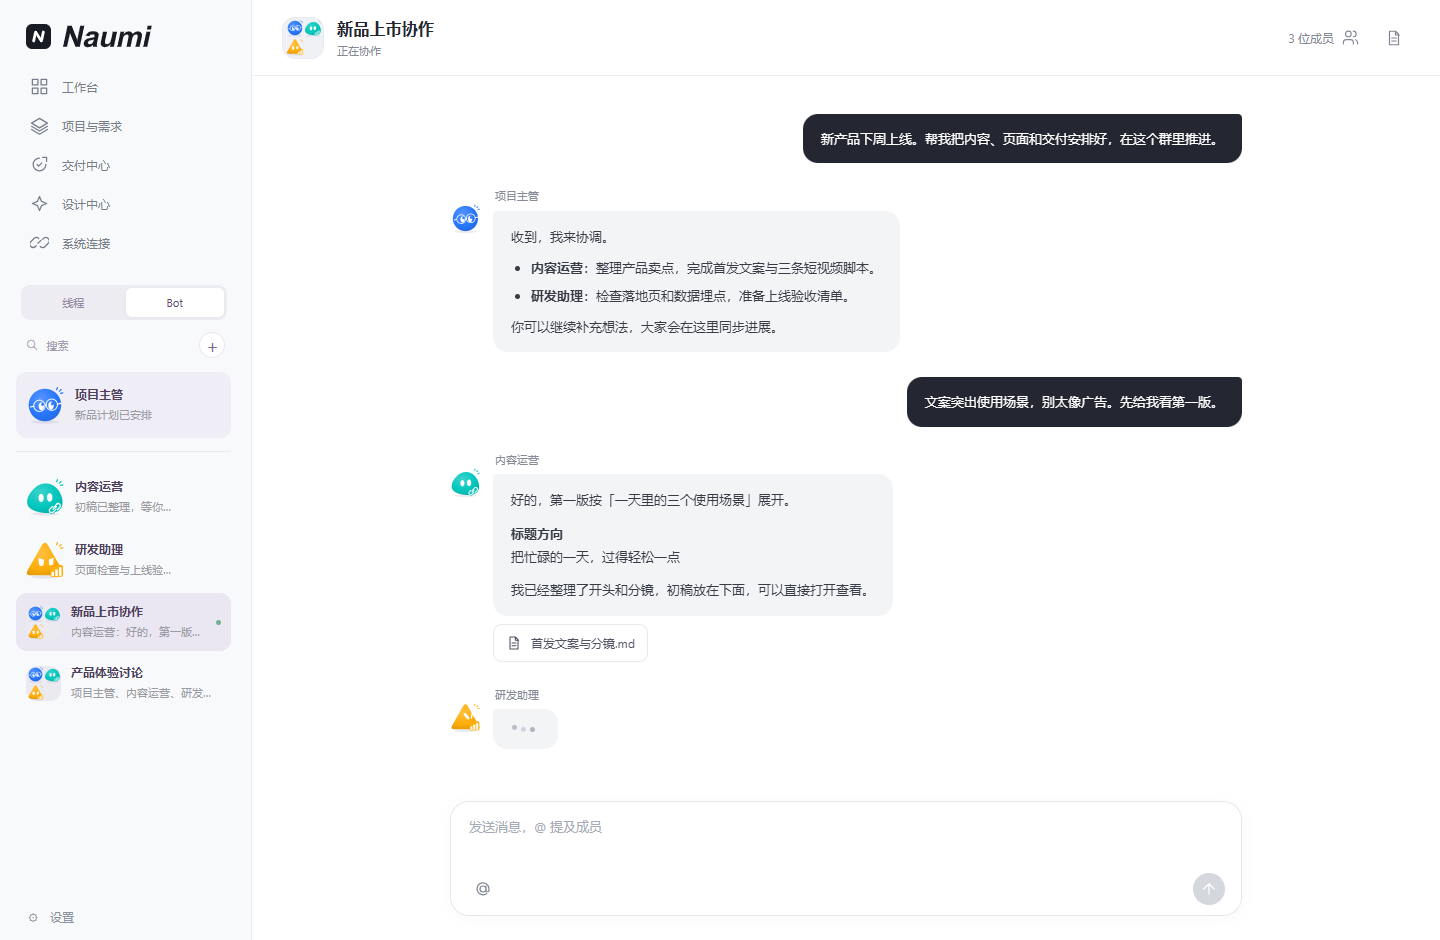 Naumi
工作台
项目与需求
交付中心
设计中心
系统连接
线程
Bot
搜索
项目主管
新品计划已安排
内容运营
初稿已整理，等你...
研发助理
页面检查与上线验...
新品上市协作
内容运营：好的，第一版...
产品体验讨论
项目主管、内容运营、研发...
设置
新品上市协作
正在协作
3 位成员
新产品下周上线。帮我把内容、页面和交付安排好，在这个群里推进。
项目主管
收到，我来协调。
• 内容运营：整理产品卖点，完成首发文案与三条短视频脚本。
• 研发助理：检查落地页和数据埋点，准备上线验收清单。
你可以继续补充想法，大家会在这里同步进展。
文案突出使用场景，别太像广告。先给我看第一版。
内容运营
好的，第一版按「一天里的三个使用场景」展开。
标题方向
把忙碌的一天，过得轻松一点
我已经整理了开头和分镜，初稿放在下面，可以直接打开查看。
首发文案与分镜.md
研发助理
发送消息，@ 提及成员
@